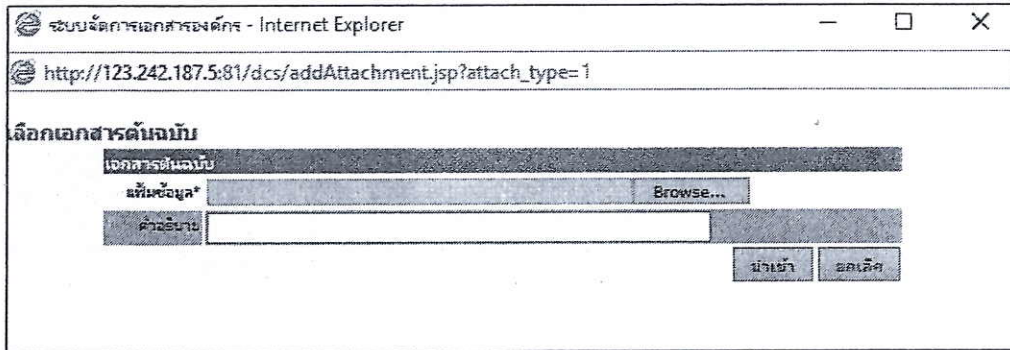 ระบบจัดการเอกสารองค์กร - Internet Explorer
http://123.242.187.5:81/dcs/addAttachment.jsp?attach_type=1
เลือกเอกสารต้นฉบับ
เอกสารต้นฉบับ
แฟ้มข้อมูล* Browse...
คำอธิบาย
นำเข้า ยกเลิก